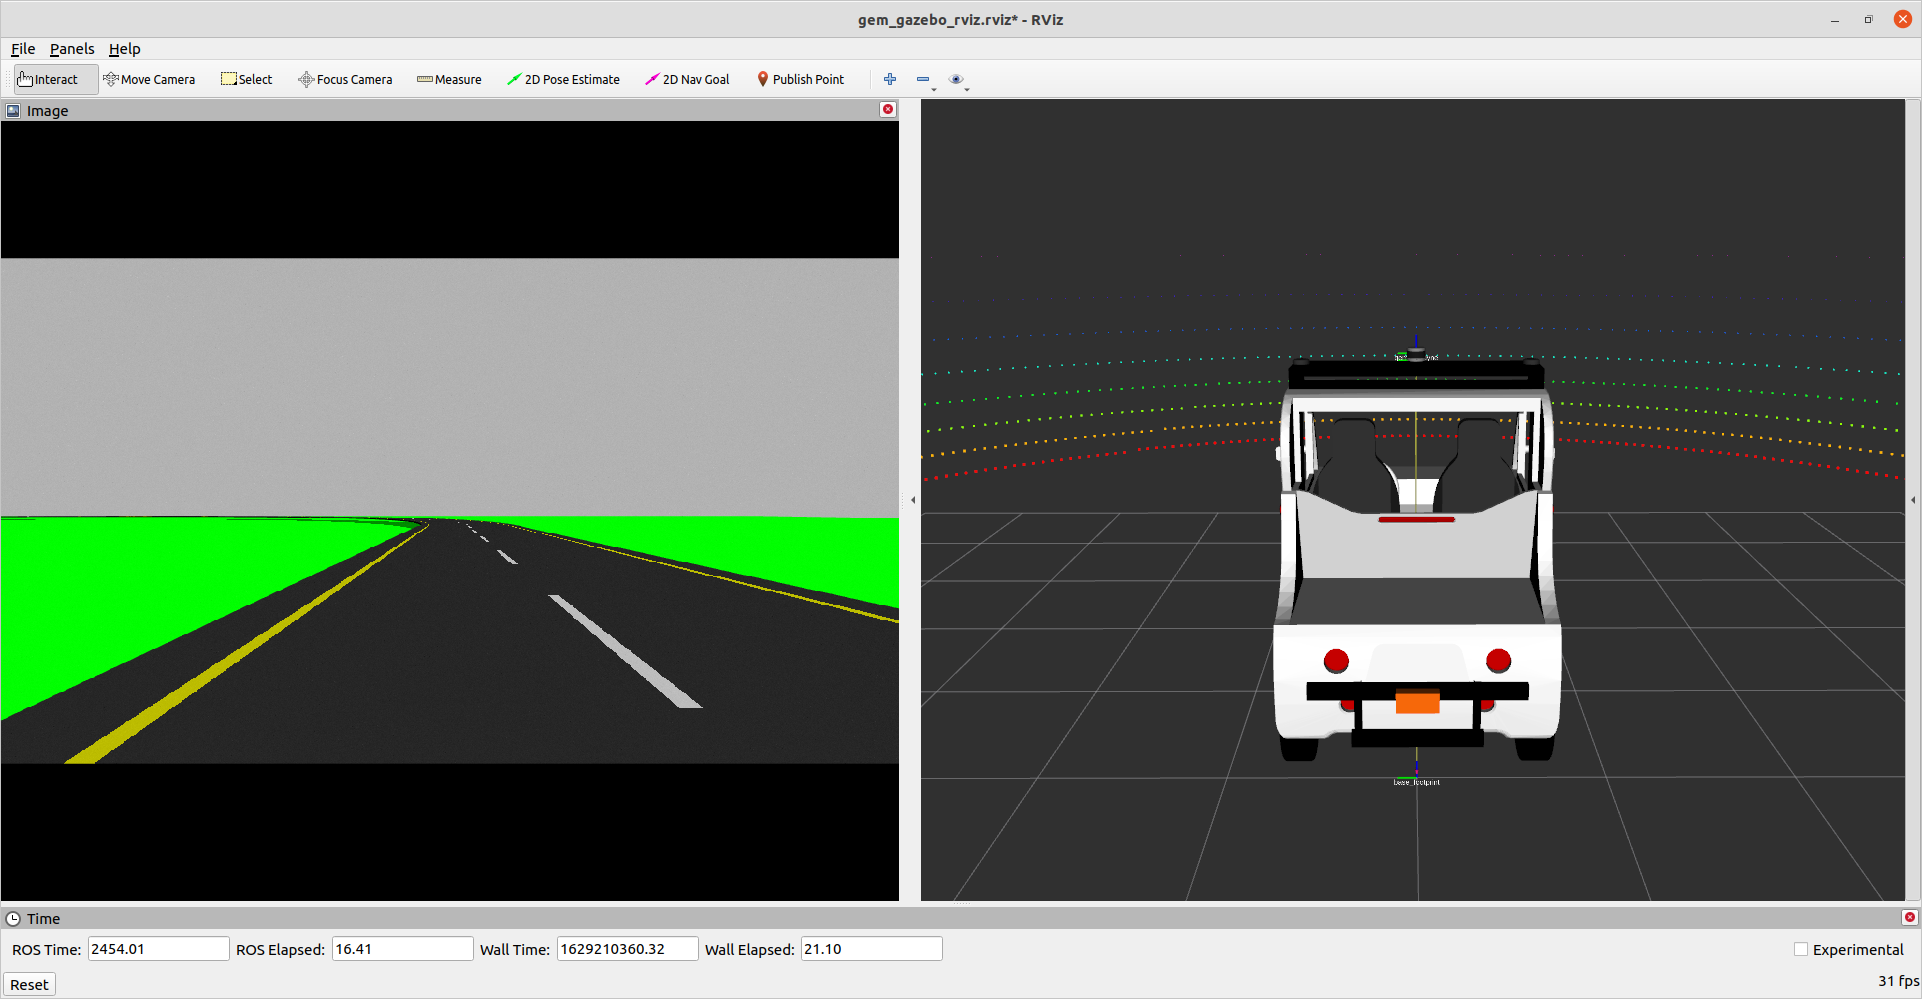 gem_gazebo_rviz.rviz* - RViz
File Panels Help
Interact Move Camera Select Focus Camera Measure 2D Pose Estimate 2D Nav Goal Publish Point
Image
base_footprint
Time
ROS Time: 2454.01 ROS Elapsed: 16.41 Wall Time: 1629210360.32 Wall Elapsed: 21.10 Experimental
Reset 31 fps